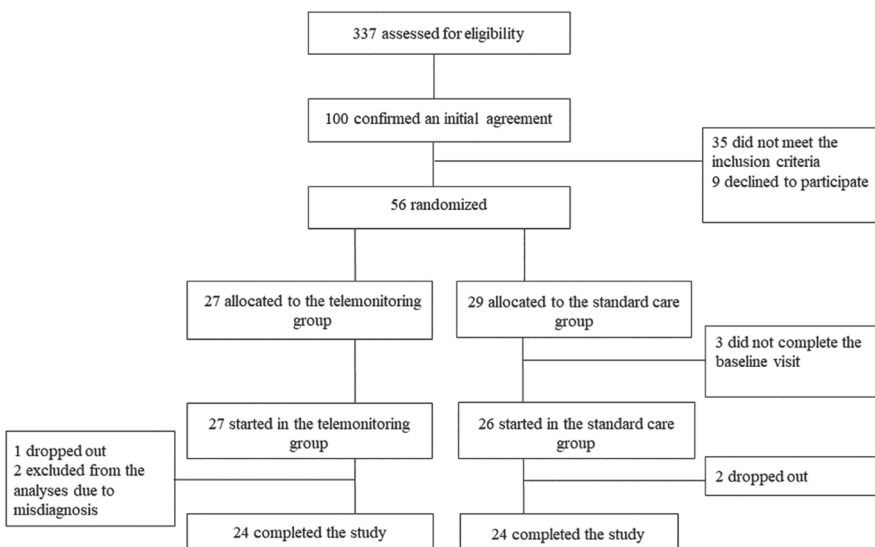 337 assessed for eligibility
100 confirmed an initial agreement
35 did not meet the
inclusion criteria
9 declined to participate
56 randomized
27 allocated to the telemonitoring
group
29 allocated to the standard care
group
3 did not complete the
baseline visit
27 started in the telemonitoring
group
26 started in the standard care
group
1 dropped out
2 excluded from the
analyses due to
misdiagnosis
2 dropped out
24 completed the study
24 completed the study